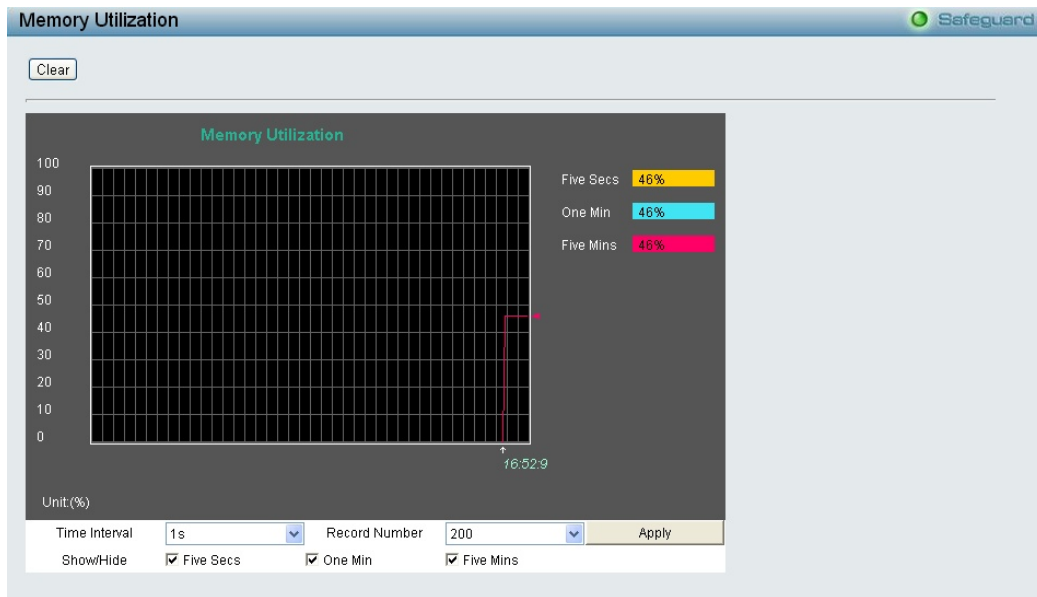 Memory Utilization
Safeguard
Clear
Memory Utilization
100
90
80
70
60
50
40
30
20
10
0
Five Secs 46%
One Min 46%
Five Mins 46%
16:52:9
Unit:(%)
Time Interval 1s Record Number 200 Apply
Show/Hide Five Secs One Min Five Mins